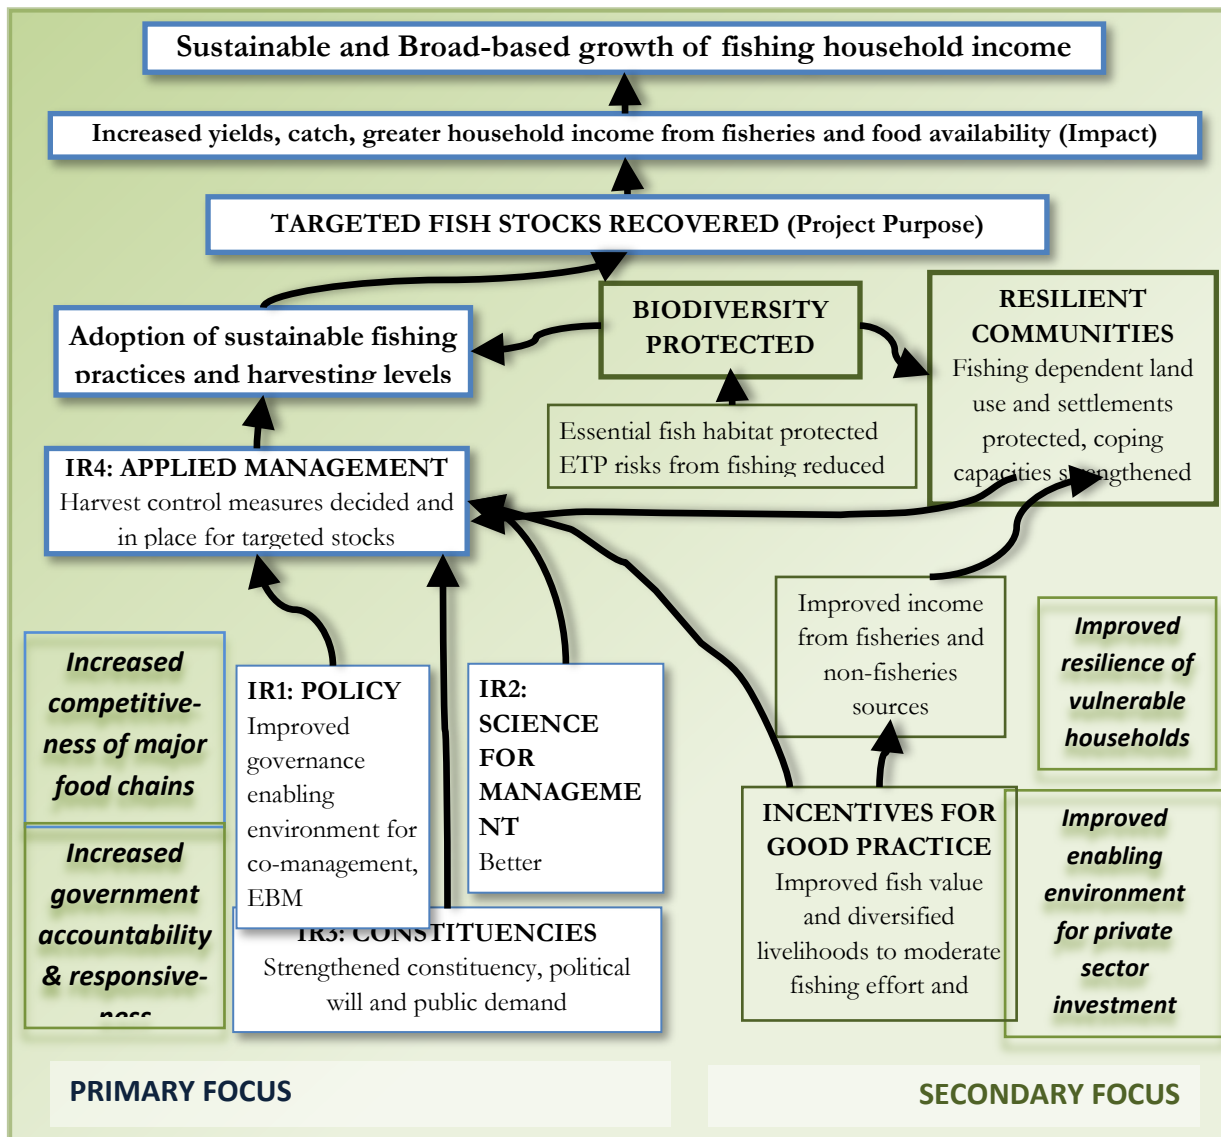 Sustainable and Broad-based growth of fishing household income
Increased yields, catch, greater household income from fisheries and food availability (Impact)
TARGETED FISH STOCKS RECOVERED (Project Purpose)
Adoption of sustainable fishing
practices and harvesting levels
BIODIVERSITY
PROTECTED
RESILIENT
COMMUNITIES
Fishing dependent land
use and settlements
protected, coping
capacities strengthened
Essential fish habitat protected
ETP risks from fishing reduced
IR4: APPLIED MANAGEMENT
Harvest control measures decided and
in place for targeted stocks
Improved income
from fisheries and
non-fisheries
sources
Improved
resilience of
vulnerable
households
Increased
competitive-
ness of major
food chains
IR1: POLICY
Improved
governance
enabling
environment for
co-management,
EBM
IR2:
SCIENCE
FOR
MANAGEME
NT
Better
INCENTIVES FOR
GOOD PRACTICE
Improved fish value
and diversified
livelihoods to moderate
fishing effort and
Improved
enabling
environment
for private
sector
investment
Increased
government
accountability
& responsive-
ness
IR3: CONSTITUENCIES
Strengthened constituency, political
will and public demand
PRIMARY FOCUS
SECONDARY FOCUS